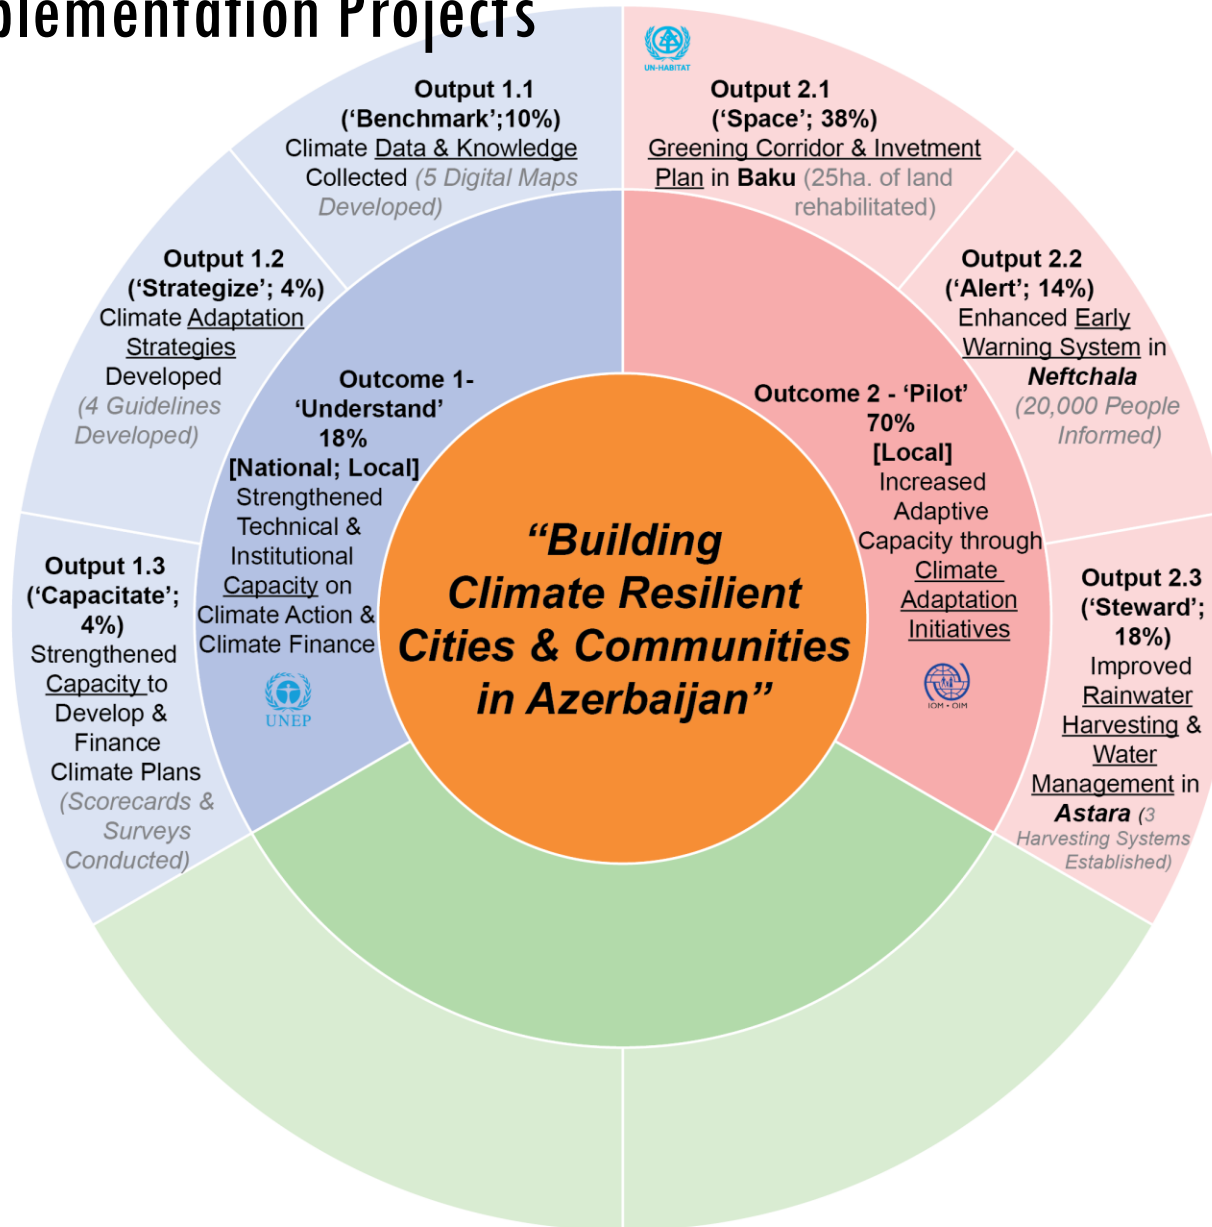 plementation Projects
UN-HABITAT
Output 1.1
(‘Benchmark’;10%)
Climate Data & Knowledge
Collected (5 Digital Maps
Developed)
Output 2.1
(‘Space’; 38%)
Greening Corridor & Invetment
Plan in Baku (25ha. of land
rehabilitated)
Output 1.2
(‘Strategize’; 4%)
Climate Adaptation
Strategies
Developed
(4 Guidelines
Developed)
Output 2.2
(‘Alert’; 14%)
Enhanced Early
Warning System in
Neftchala
(20,000 People
Informed)
Outcome 1-
‘Understand’
18%
[National; Local]
Strengthened
Technical &
Institutional
Capacity on
Climate Action &
Climate Finance
UNEP
Outcome 2 - ‘Pilot’
70%
[Local]
Increased
Adaptive
Capacity through
Climate
Adaptation
Initiatives
IOM • OIM
“Building
Climate Resilient
Cities & Communities
in Azerbaijan”
Output 1.3
(‘Capacitate’;
4%)
Strengthened
Capacity to
Develop &
Finance
Climate Plans
(Scorecards &
Surveys
Conducted)
Output 2.3
(‘Steward’;
18%)
Improved
Rainwater
Harvesting &
Water
Management in
Astara (3
Harvesting Systems
Established)